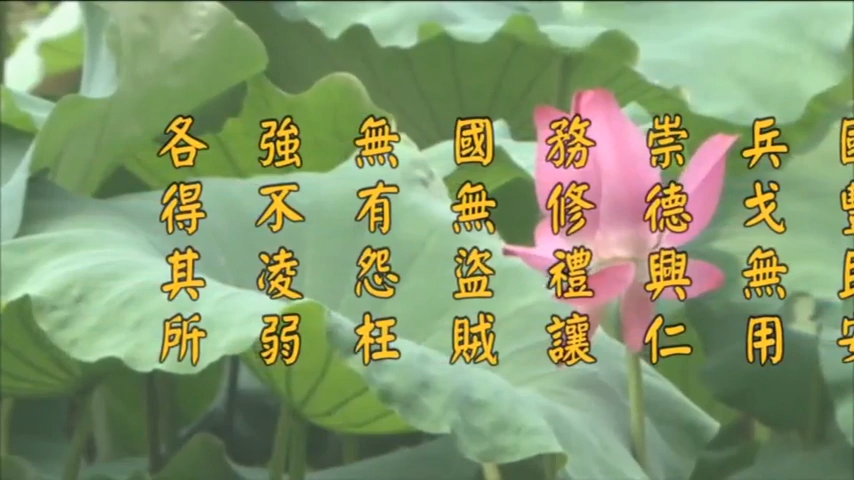 兵戈無用
崇德興仁
務修禮讓
國無盜賊
無有怨枉
強不凌弱
各得其所